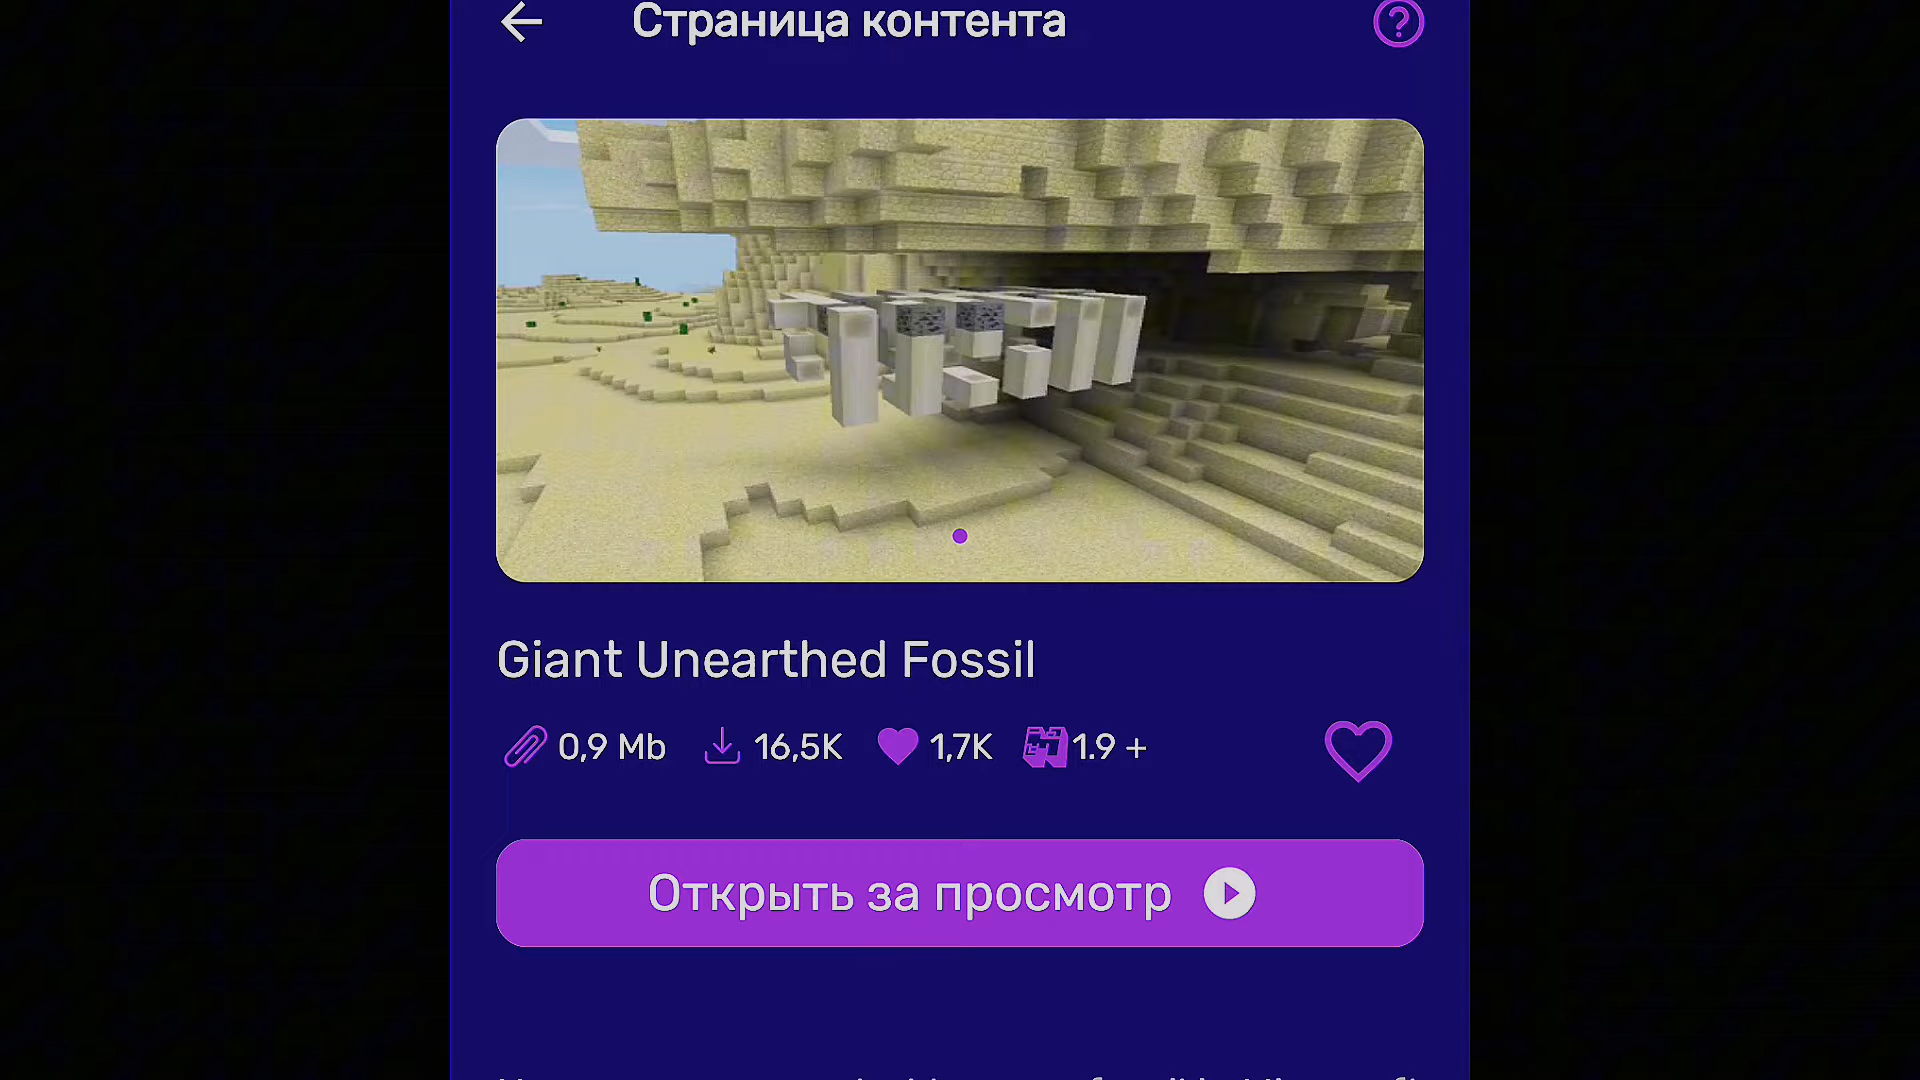 Страница контента
Giant Unearthed Fossil
0,9 Mb 16,5K 1,7K 1.9 +
Открыть за просмотр